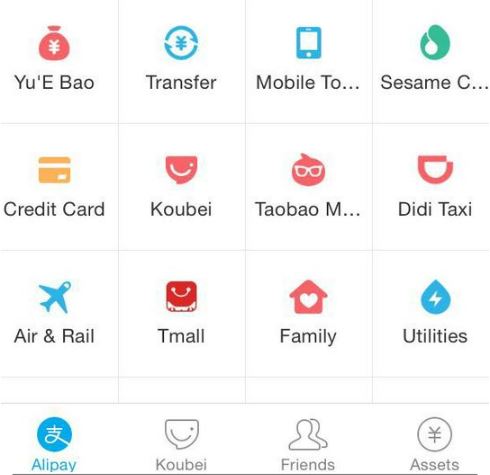 Yu'E Bao
Transfer
Mobile To...
Sesame C...
Credit Card
Koubei
Taobao M...
Didi Taxi
Air & Rail
Tmall
Family
Utilities
支
Alipay
Koubei
Friends
Assets